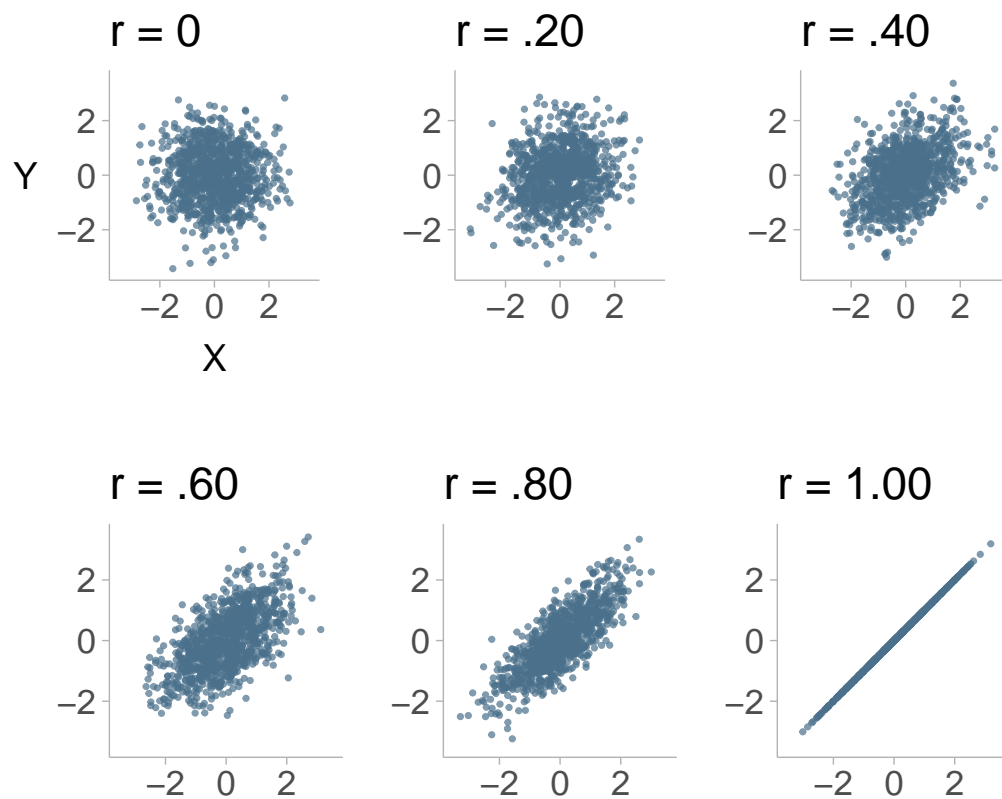 r = 0 r = .20 r = .40
2 2 2
Y 0 0 0
−2 −2 −2
−2 0 2 −2 0 2 −2 0 2
X
r = .60 r = .80 r = 1.00
2 2 2
0 0 0
−2 −2 −2
−2 0 2 −2 0 2 −2 0 2